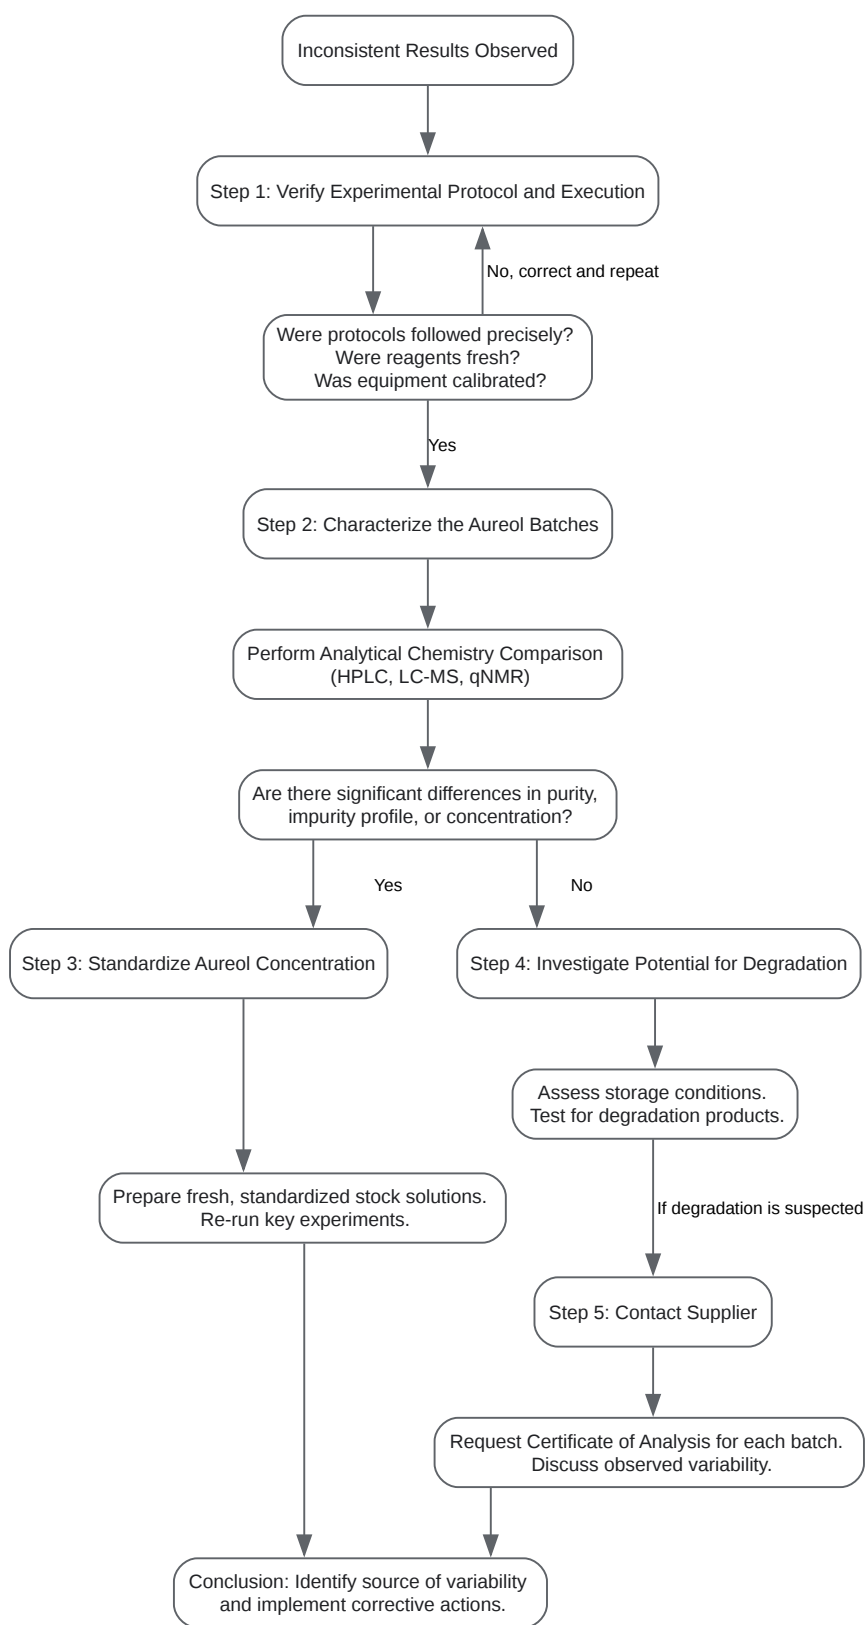 Inconsistent Results Observed
Step 1: Verify Experimental Protocol and Execution
No, correct and repeat
Were protocols followed precisely?
Were reagents fresh?
Was equipment calibrated?
Yes
Step 2: Characterize the Aureol Batches
Perform Analytical Chemistry Comparison
(HPLC, LC-MS, qNMR)
Are there significant differences in purity,
impurity profile, or concentration?
Yes
No
Step 3: Standardize Aureol Concentration
Step 4: Investigate Potential for Degradation
Assess storage conditions.
Test for degradation products.
Prepare fresh, standardized stock solutions.
Re-run key experiments.
If degradation is suspected
Step 5: Contact Supplier
Request Certificate of Analysis for each batch.
Discuss observed variability.
Conclusion: Identify source of variability
and implement corrective actions.